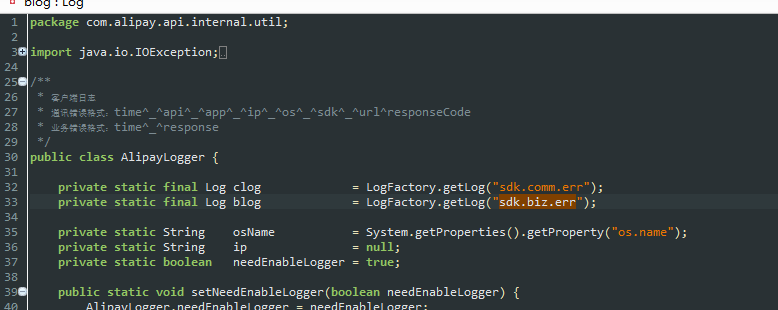 blog : Log
1 package com.alipay.api.internal.util;
2
3 import java.io.IOException;
24
25 /**
26 * 客户端日志
27 * 通讯错误格式：time^_^api^_^app^_^ip^_^os^_^sdk^_^url^responseCode
28 * 业务错误格式：time^_^response
29 */
30 public class AlipayLogger {
31
32 private static final Log clog = LogFactory.getLog("sdk.comm.err");
33 private static final Log blog = LogFactory.getLog("sdk.biz.err");
34
35 private static String osName = System.getProperties().getProperty("os.name");
36 private static String ip = null;
37 private static boolean needEnableLogger = true;
38
39 public static void setNeedEnableLogger(boolean needEnableLogger) {
40 AlipayLogger.needEnableLogger = needEnableLogger;